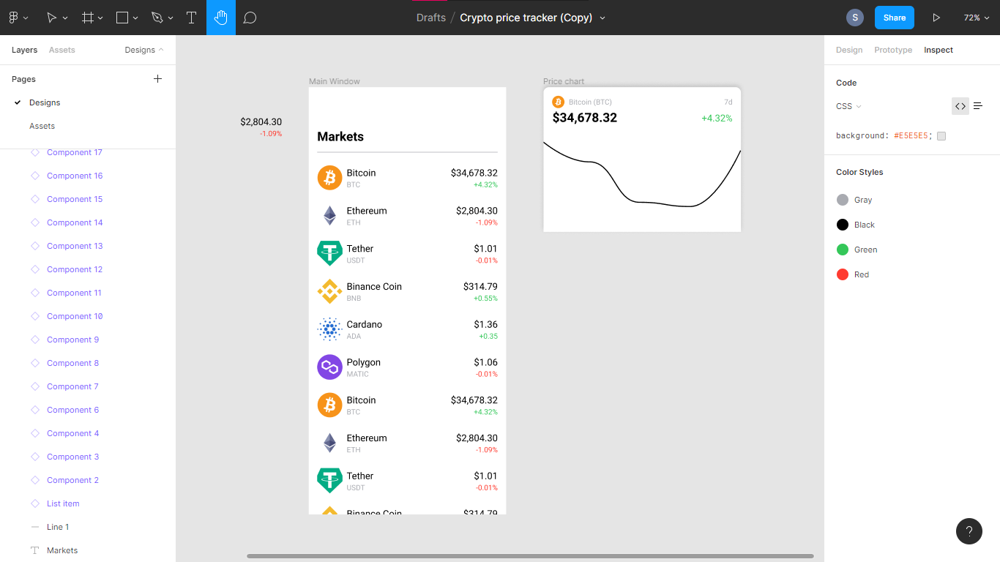 Drafts / Crypto price tracker (Copy)
S
Share
72%
Layers Assets Designs
Pages
Designs
Assets
Component 17
Component 16
Component 15
Component 14
Component 13
Component 12
Component 11
Component 10
Component 9
Component 8
Component 7
Component 6
Component 4
Component 3
Component 2
List item
Line 1
Markets
$2,804.30
-1.09%
Main Window
Markets
Bitcoin $34,678.32
BTC +4.32%
Ethereum $2,804.30
ETH -1.09%
Tether $1.01
USDT -0.01%
Binance Coin $314.79
BNB +0.55%
Cardano $1.36
ADA +0.35
Polygon $1.06
MATIC -0.01%
Bitcoin $34,678.32
BTC +4.32%
Ethereum $2,804.30
ETH -1.09%
Tether $1.01
USDT -0.01%
Binance Coin $314.79
Price chart
Bitcoin (BTC) 7d
$34,678.32 +4.32%
Design Prototype Inspect
Code
CSS
background: #E5E5E5;
Color Styles
Gray
Black
Green
Red
?